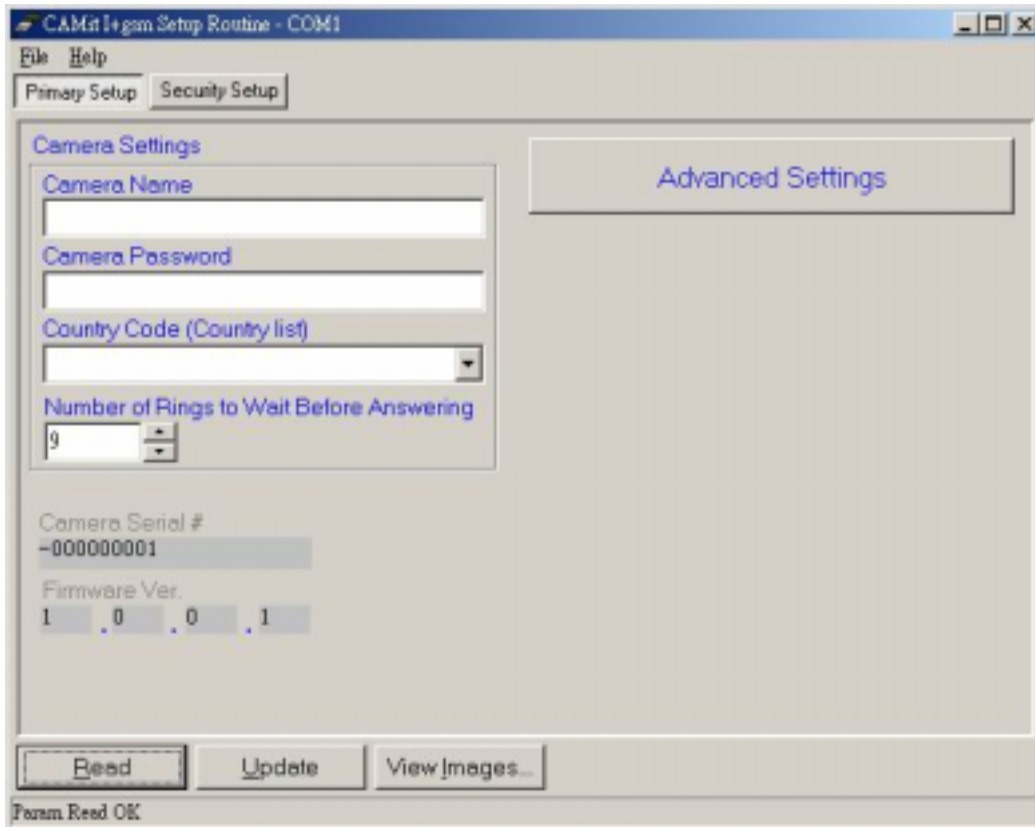 CAMit I+gsm Setup Routine - COM1
File Help
Primary Setup Security Setup
Camera Settings
Camera Name
Camera Password
Country Code (Country list)
Number of Rings to Wait Before Answering
9
Advanced Settings
Camera Serial #
-000000001
Firmware Ver.
1 . 0 . 0 . 1
Read Update View Images...
Param Read OK